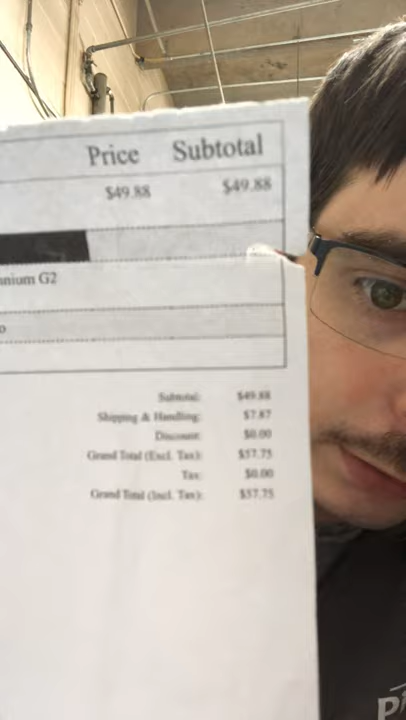 Price Subtotal
$49.88 $49.88
nnium G2
Subtotal: $49.88
Shipping & Handling: $7.87
Discount: $0.00
Grand Total (Excl. Tax): $57.75
Tax: $0.00
Grand Total (Incl. Tax): $57.75